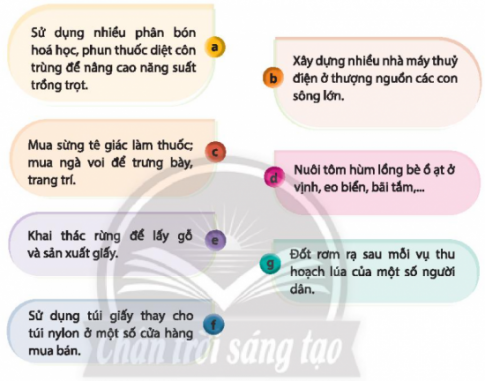 Sử dụng nhiều phân bón
hoá học, phun thuốc diệt côn
trùng để nâng cao năng suất
trồng trọt.
a
b
Xây dựng nhiều nhà máy thuỷ
điện ở thượng nguồn các con
sông lớn.
Mua sừng tê giác làm thuốc;
mua ngà voi để trưng bày,
trang trí.
c
d
Nuôi tôm hùm lồng bè ồ ạt ở
vịnh, eo biển, bãi tắm,...
Khai thác rừng để lấy gỗ
và sản xuất giấy.
e
g
Đốt rơm rạ sau mỗi vụ thu
hoạch lúa của một số người
dân.
Sử dụng túi giấy thay cho
túi nylon ở một số cửa hàng
mua bán.
f
Chân trời sáng tạo